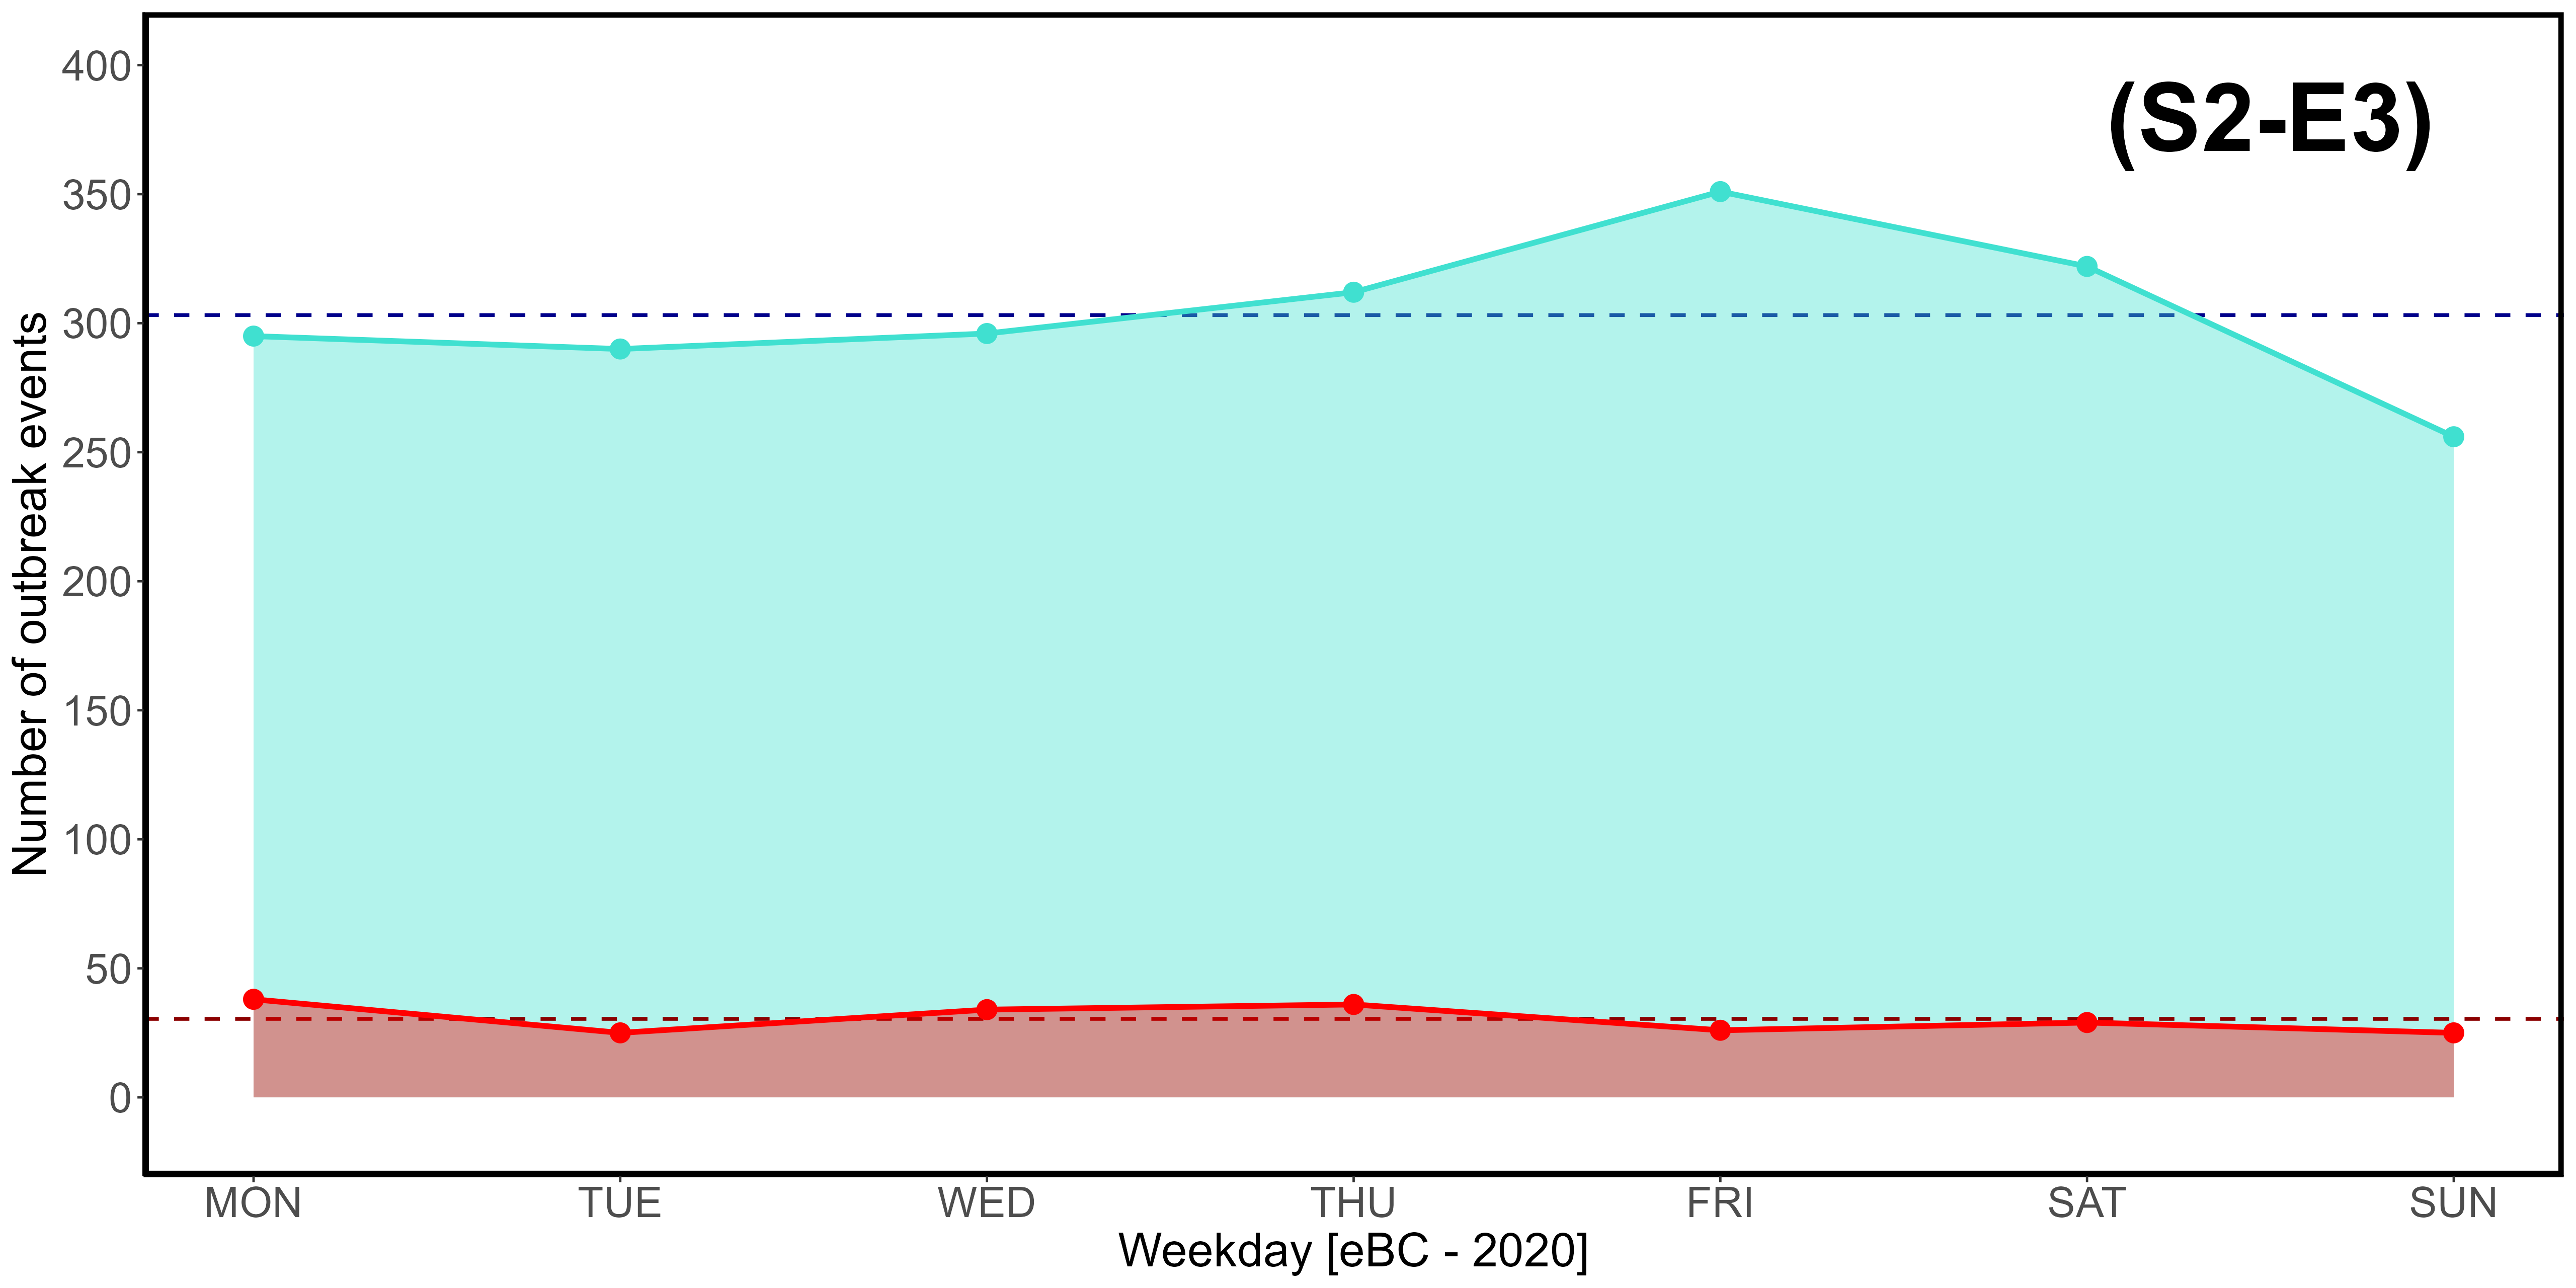 (S2-E3)
Number of outbreak events
400
350
300
250
200
150
100
50
0
MON TUE WED THU FRI SAT SUN
Weekday [eBC - 2020]